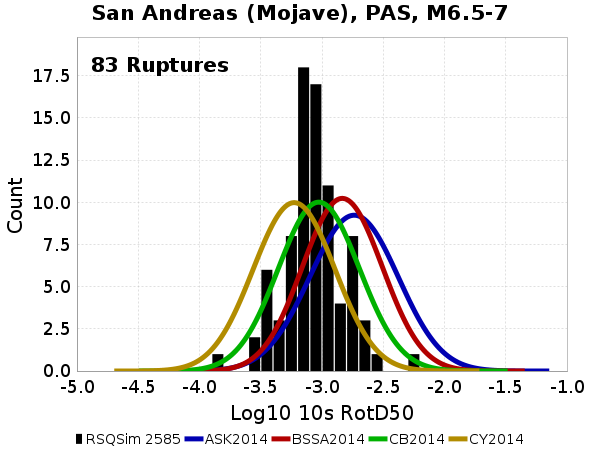 San Andreas (Mojave), PAS, M6.5-7
83 Ruptures
Count
17.5
15.0
12.5
10.0
7.5
5.0
2.5
0.0
-5.0 -4.5 -4.0 -3.5 -3.0 -2.5 -2.0 -1.5 -1.0
Log10 10s RotD50
RSQSim 2585 ASK2014 BSSA2014 CB2014 CY2014